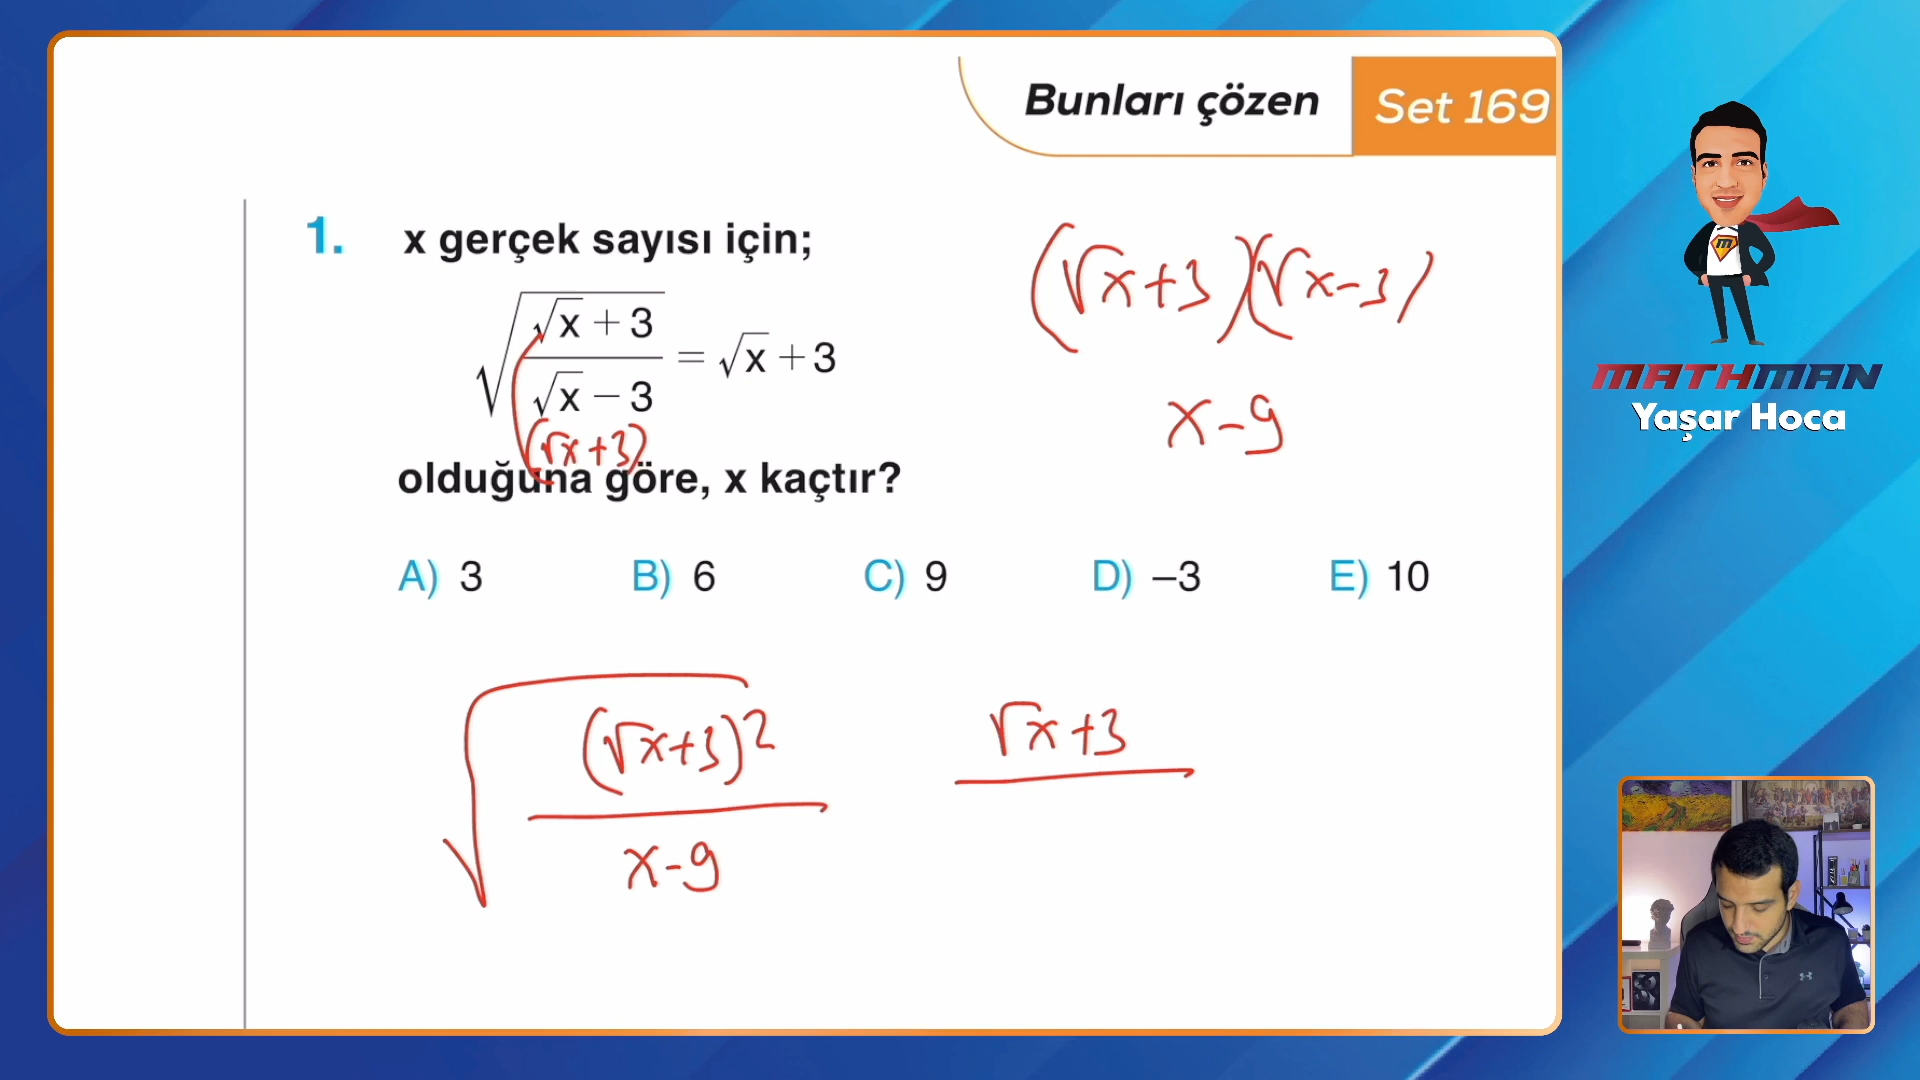 Bunları çözen Set 169
1. x gerçek sayısı için;
√((√x + 3)/(√x − 3)) = √x + 3
(√x+3)
olduğuna göre, x kaçtır?
A) 3 B) 6 C) 9 D) −3 E) 10
(√x+3)(√x-3)
x-9
√((√x+3)²/(x-9))
√x+3
m
MATHMAN
Yaşar Hoca